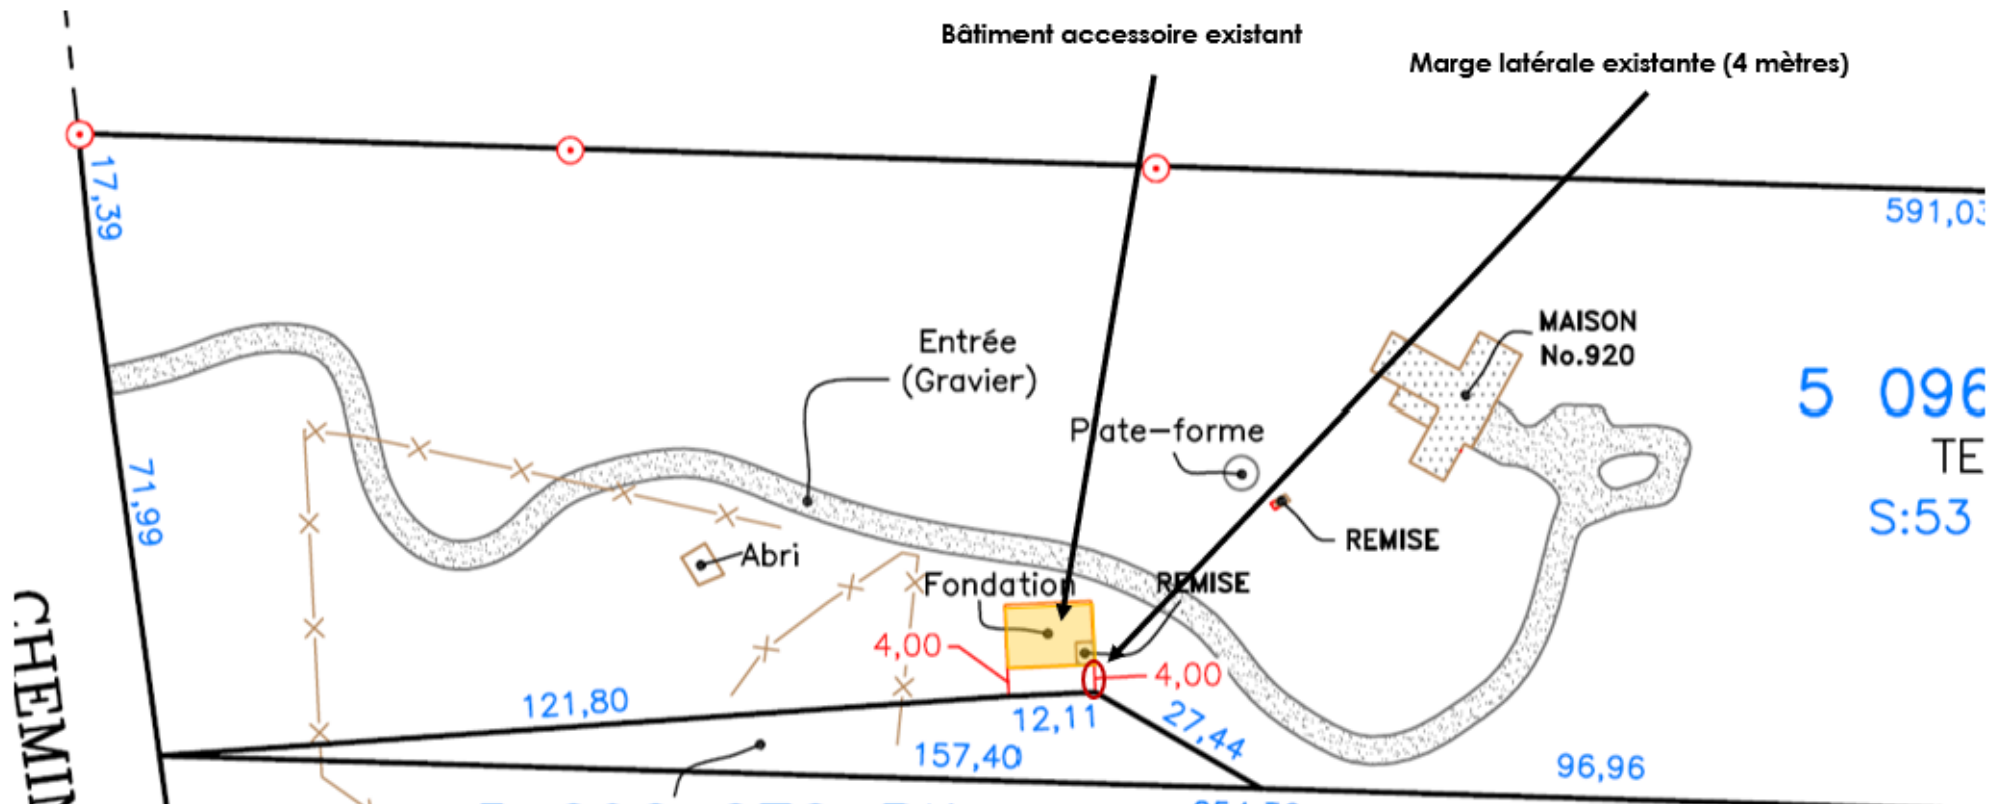 Bâtiment accessoire existant
Marge latérale existante (4 mètres)
17,39
591,03
MAISON
No.920
Entrée
(Gravier)
5 096
Plate-forme
TE
71,99
S:53
REMISE
Abri
Fondation
REMISE
4,00
4,00
CHEMIN
121,80
12,11
27,44
157,40
96,96